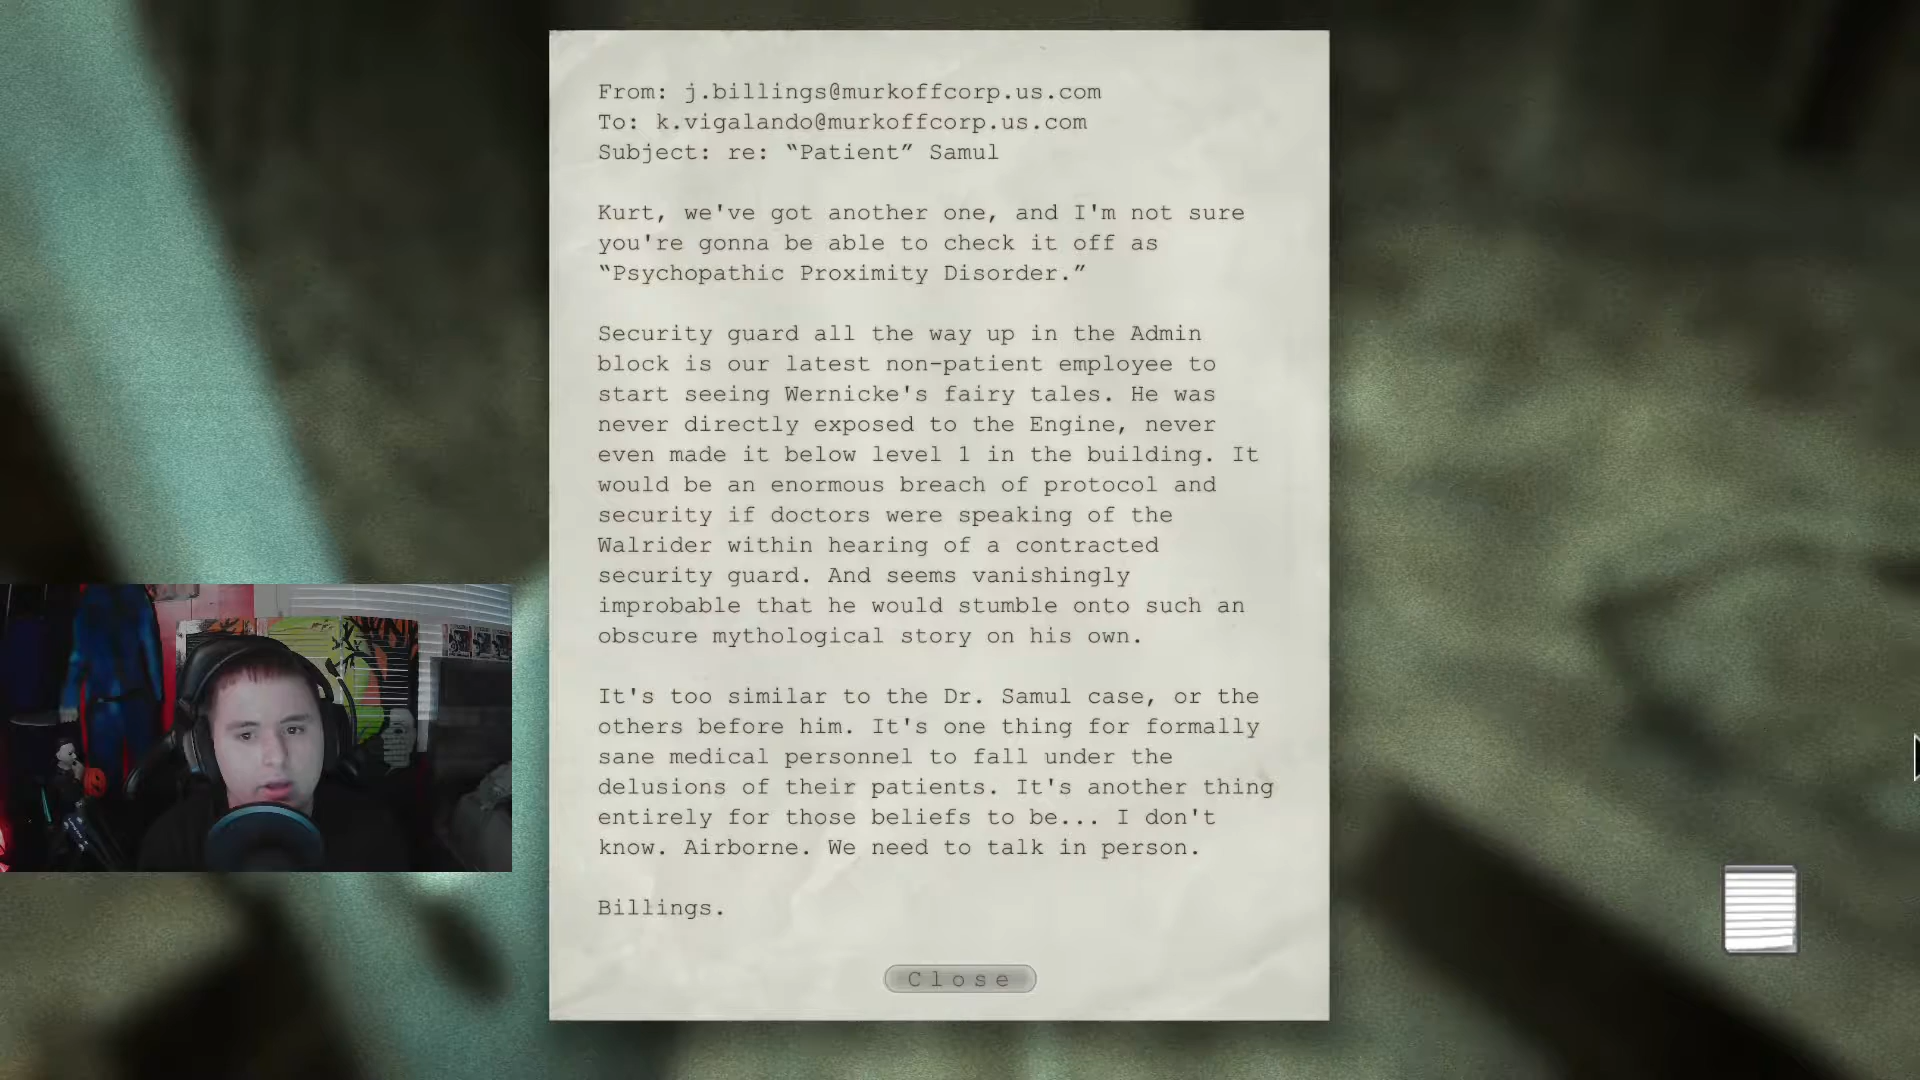 From: j.billings@murkoffcorp.us.com
To: k.vigalando@murkoffcorp.us.com
Subject: re: “Patient” Samul
Kurt, we've got another one, and I'm not sure
you're gonna be able to check it off as
“Psychopathic Proximity Disorder.”
Security guard all the way up in the Admin
block is our latest non-patient employee to
start seeing Wernicke's fairy tales. He was
never directly exposed to the Engine, never
even made it below level 1 in the building. It
would be an enormous breach of protocol and
security if doctors were speaking of the
Walrider within hearing of a contracted
security guard. And seems vanishingly
improbable that he would stumble onto such an
obscure mythological story on his own.
It's too similar to the Dr. Samul case, or the
others before him. It's one thing for formally
sane medical personnel to fall under the
delusions of their patients. It's another thing
entirely for those beliefs to be... I don't
know. Airborne. We need to talk in person.
Billings.
Close